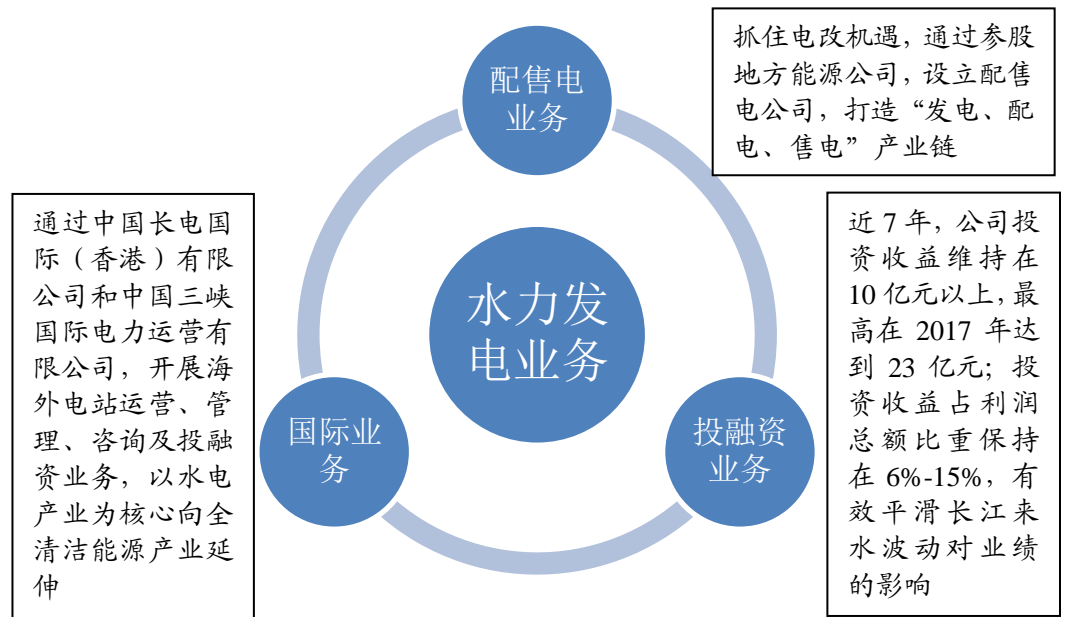 配售电
业务
抓住电改机遇，通过参股
地方能源公司，设立配售
电公司，打造“发电、配
电、售电”产业链
通过中国长电国
际（香港）有限
公司和中国三峡
国际电力运营有
限公司，开展海
外电站运营、管
理、咨询及投融
资业务，以水电
产业为核心向全
清洁能源产业延
伸
水力发
电业务
近 7 年，公司投
资收益维持在
10 亿元以上，最
高在 2017 年达
到 23 亿元；投
资收益占利润
总额比重保持
在 6%-15%，有
效平滑长江来
水波动对业绩
的影响
国际业
务
投融资
业务